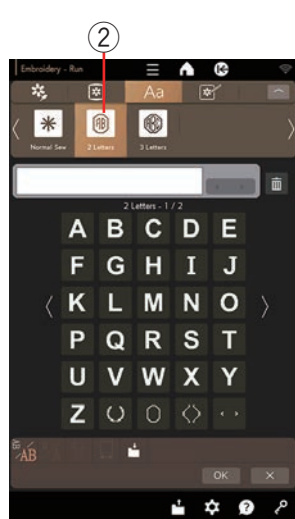 ②
Embroidery - Run
Aa
Normal Sew 2 Letters 3 Letters
2 Letters - 1 / 2
A B C D E
F G H I J
K L M N O
P Q R S T
U V W X Y
Z
AB
OK